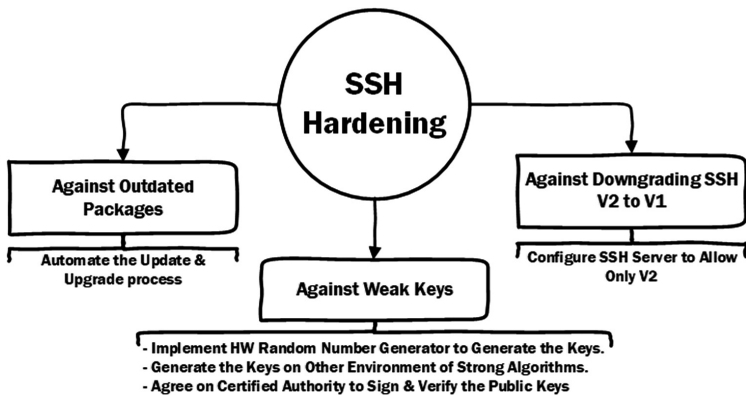 SSH
Hardening
Against Outdated
Packages
Automate the Update &
Upgrade process
Against Weak Keys
- Implement HW Random Number Generator to Generate the Keys.
- Generate the Keys on Other Environment of Strong Algorithms.
- Agree on Certified Authority to Sign & Verify the Public Keys
Against Downgrading SSH
V2 to V1
Configure SSH Server to Allow
Only V2